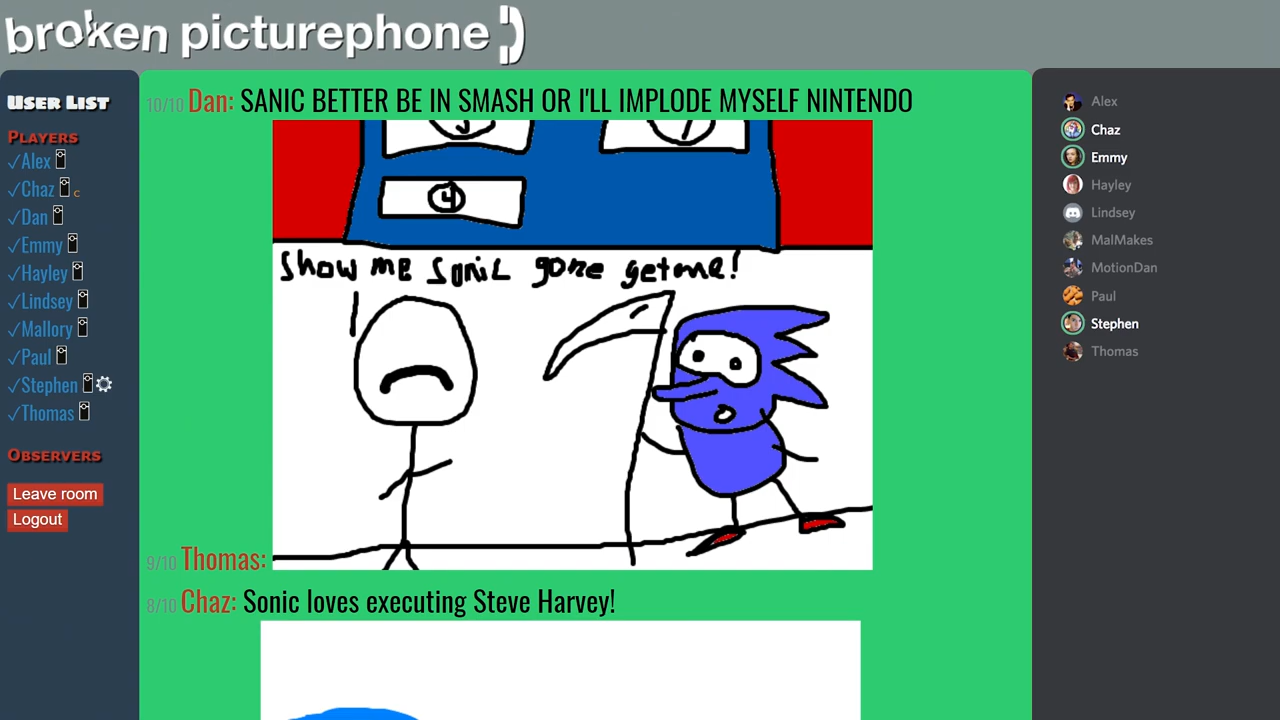 broken picturephone
User List
Players
✓Alex
✓Chaz c
✓Dan
✓Emmy
✓Hayley
✓Lindsey
✓Mallory
✓Paul
✓Stephen
✓Thomas
Observers
Leave room
Logout
10/10 Dan: SANIC BETTER BE IN SMASH OR I'LL IMPLODE MYSELF NINTENDO
4
Show me Sonic gone getme!
9/10 Thomas:
8/10 Chaz: Sonic loves executing Steve Harvey!
Alex
Chaz
Emmy
Hayley
Lindsey
MalMakes
MotionDan
Paul
Stephen
Thomas